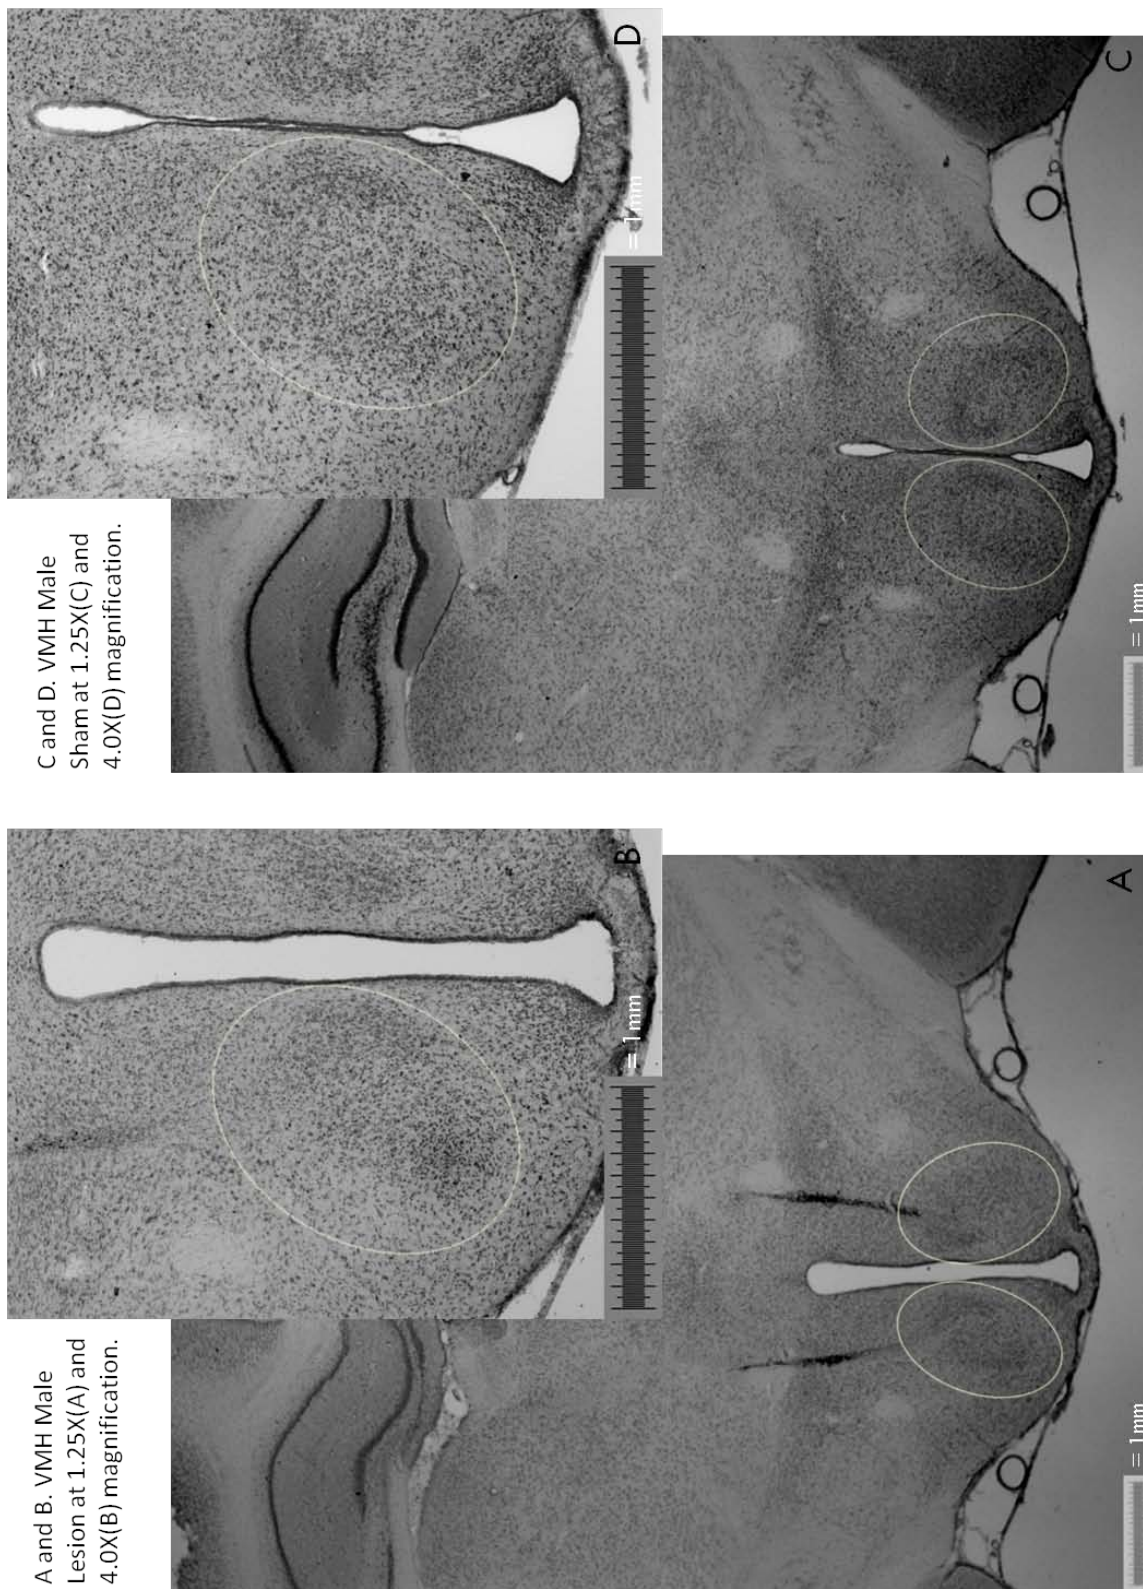 A and B. VMH Male
Lesion at 1.25X(A) and
4.0X(B) magnification.
B
= 1mm
A
= 1mm
C and D. VMH Male
Sham at 1.25X(C) and
4.0X(D) magnification.
D
= 1mm
C
= 1mm